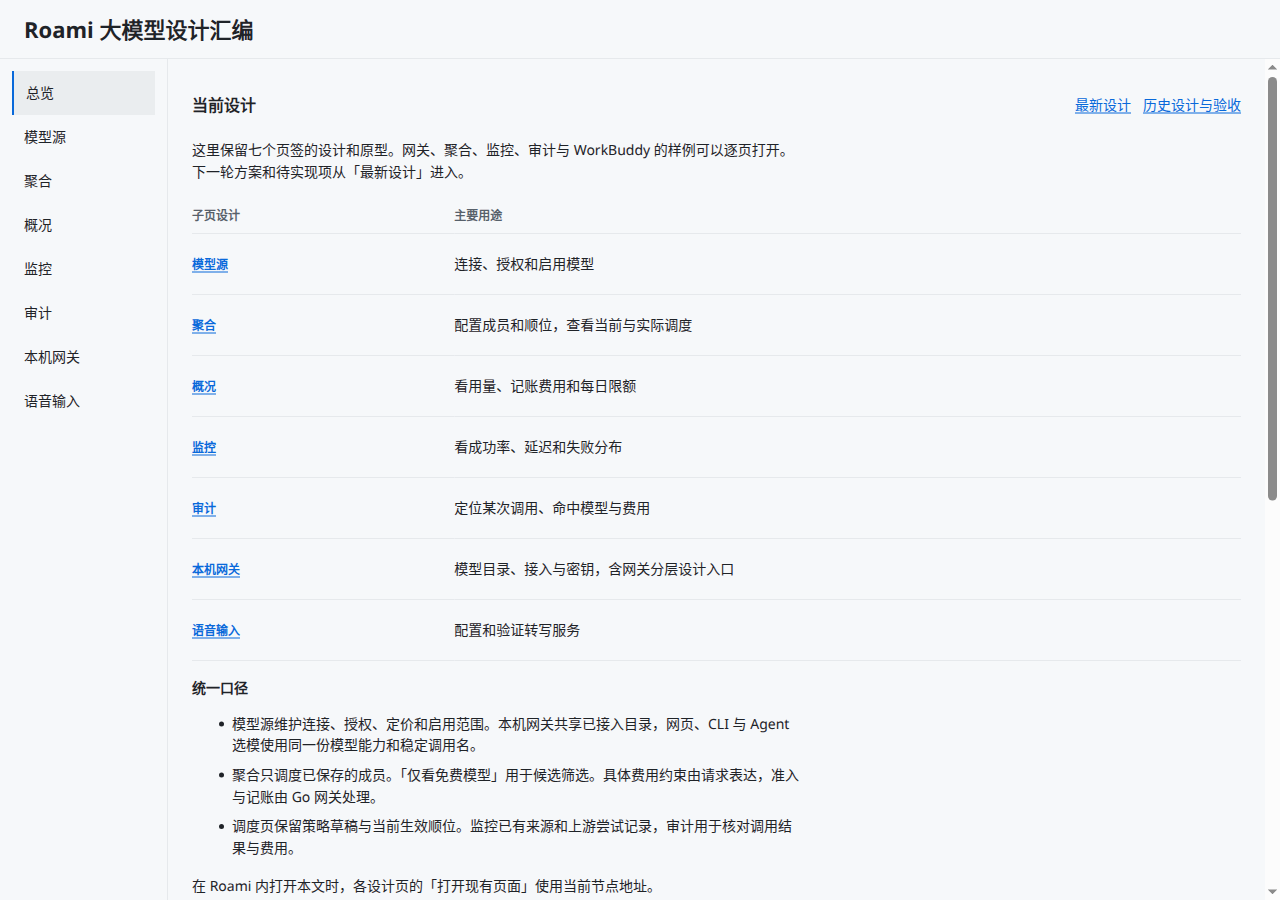 Roami 大模型设计汇编
总览
模型源
聚合
概况
监控
审计
本机网关
语音输入
当前设计
最新设计 历史设计与验收
这里保留七个页签的设计和原型。网关、聚合、监控、审计与 WorkBuddy 的样例可以逐页打开。
下一轮方案和待实现项从「最新设计」进入。
子页设计 主要用途
模型源 连接、授权和启用模型
聚合 配置成员和顺位，查看当前与实际调度
概况 看用量、记账费用和每日限额
监控 看成功率、延迟和失败分布
审计 定位某次调用、命中模型与费用
本机网关 模型目录、接入与密钥，含网关分层设计入口
语音输入 配置和验证转写服务
统一口径
• 模型源维护连接、授权、定价和启用范围。本机网关共享已接入目录，网页、CLI 与 Agent
选模使用同一份模型能力和稳定调用名。
• 聚合只调度已保存的成员。「仅看免费模型」用于候选筛选。具体费用约束由请求表达，准入
与记账由 Go 网关处理。
• 调度页保留策略草稿与当前生效顺位。监控已有来源和上游尝试记录，审计用于核对调用结
果与费用。
在 Roami 内打开本文时，各设计页的「打开现有页面」使用当前节点地址。